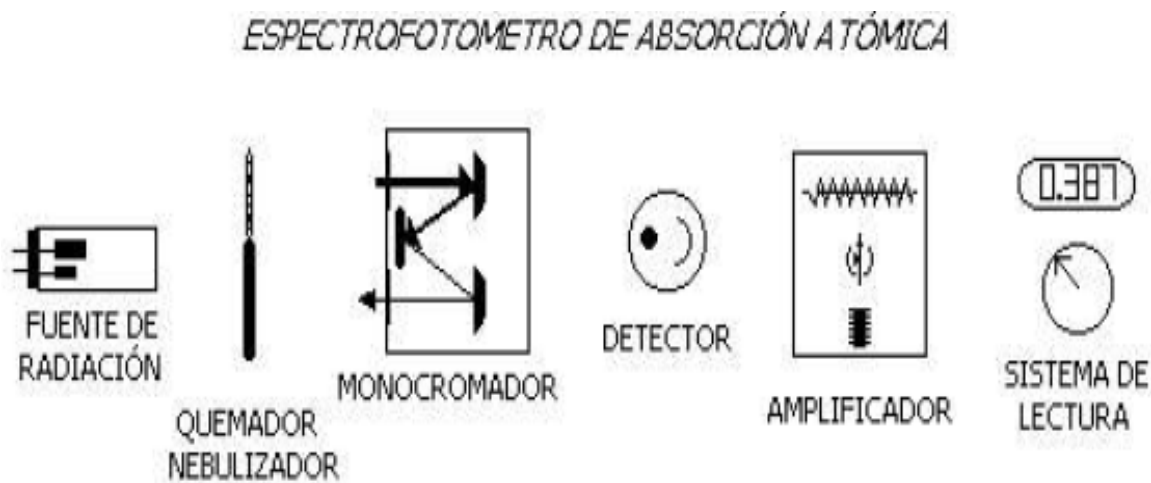 ESPECTROFOTOMETRO DE ABSORCIÓN ATÓMICA
FUENTE DE
RADIACIÓN
QUEMADOR
NEBULIZADOR
MONOCROMADOR
DETECTOR
AMPLIFICADOR
0.387
SISTEMA DE
LECTURA